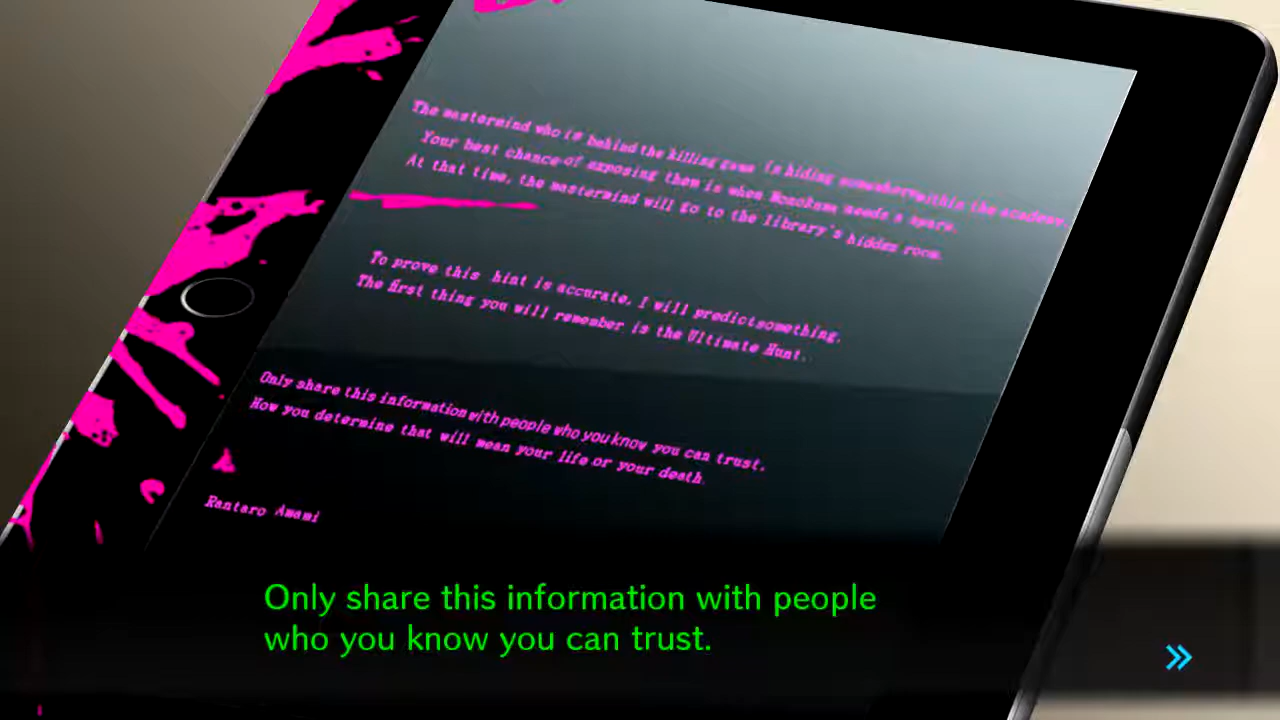 The mastermind who is behind the killing game is hiding somewhere within the academy.
Your best chance of exposing them is when Monokuma needs a spare.
At that time, the mastermind will go to the library's hidden room.
To prove this hint is accurate, I will predict something.
The first thing you will remember is the Ultimate Hunt.
Only share this information with people who you know you can trust.
How you determine that will mean your life or your death.
Rantaro Amami
Only share this information with people
who you know you can trust.